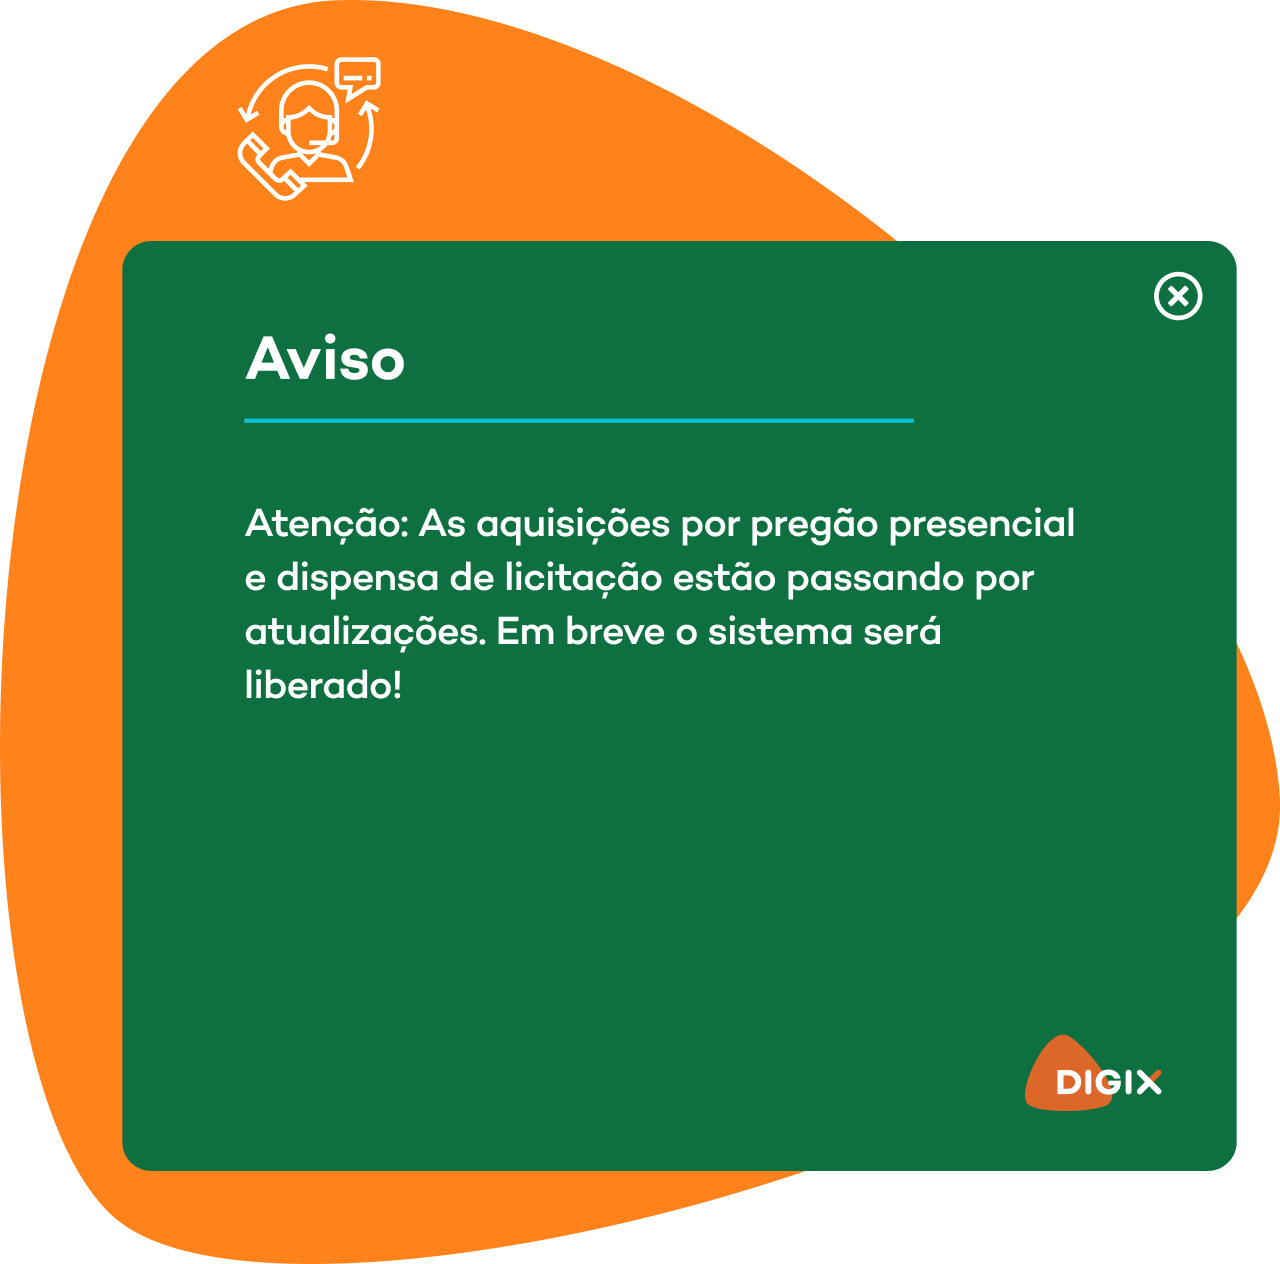 Aviso
Atenção: As aquisições por pregão presencial
e dispensa de licitação estão passando por
atualizações. Em breve o sistema será
liberado!
DIGIX